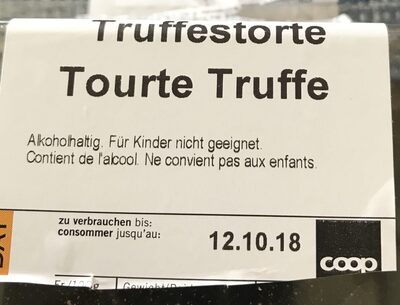 Truffestorte
Tourte Truffe
Alkoholhaltig. Für Kinder nicht geeignet.
Contient de l'alcool. Ne convient pas aux enfants.
zu verbrauchen bis:
consommer jusqu'au:
12.10.18
coop
DAT